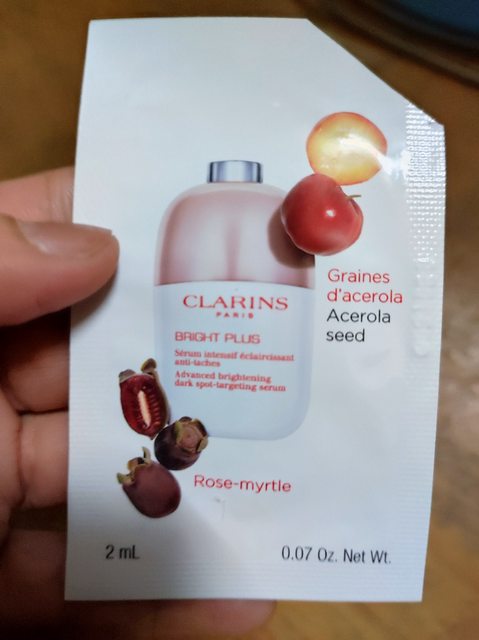 Graines
d'acerola
Acerola
seed
CLARINS
PARIS
BRIGHT PLUS
Sérum intensif éclaircissant
anti-taches
Advanced brightening
dark spot-targeting serum
Rose-myrtle
2 mL
0.07 Oz. Net Wt.